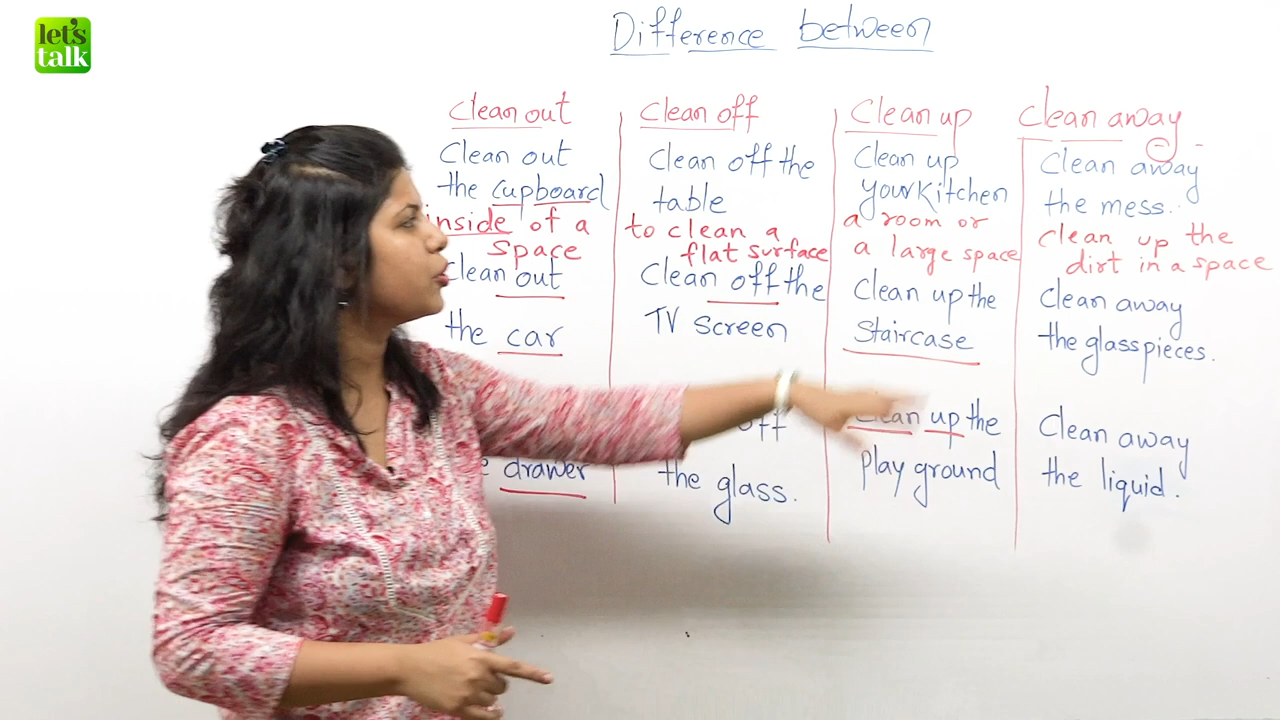 let's
talk
Difference between
Clean out
Clean out
the cupboard
inside of a
space
Clean out
the car
drawer
Clean off
Clean off the
table
to clean a
flat surface
Clean off the
TV screen
off
the glass.
Clean up
Clean up
your kitchen
a room or
a large space
Clean up the
staircase
Clean up the
play ground
Clean away
Clean away
the mess.
Clean up the
dirt in a space
Clean away
the glass pieces.
Clean away
the liquid.